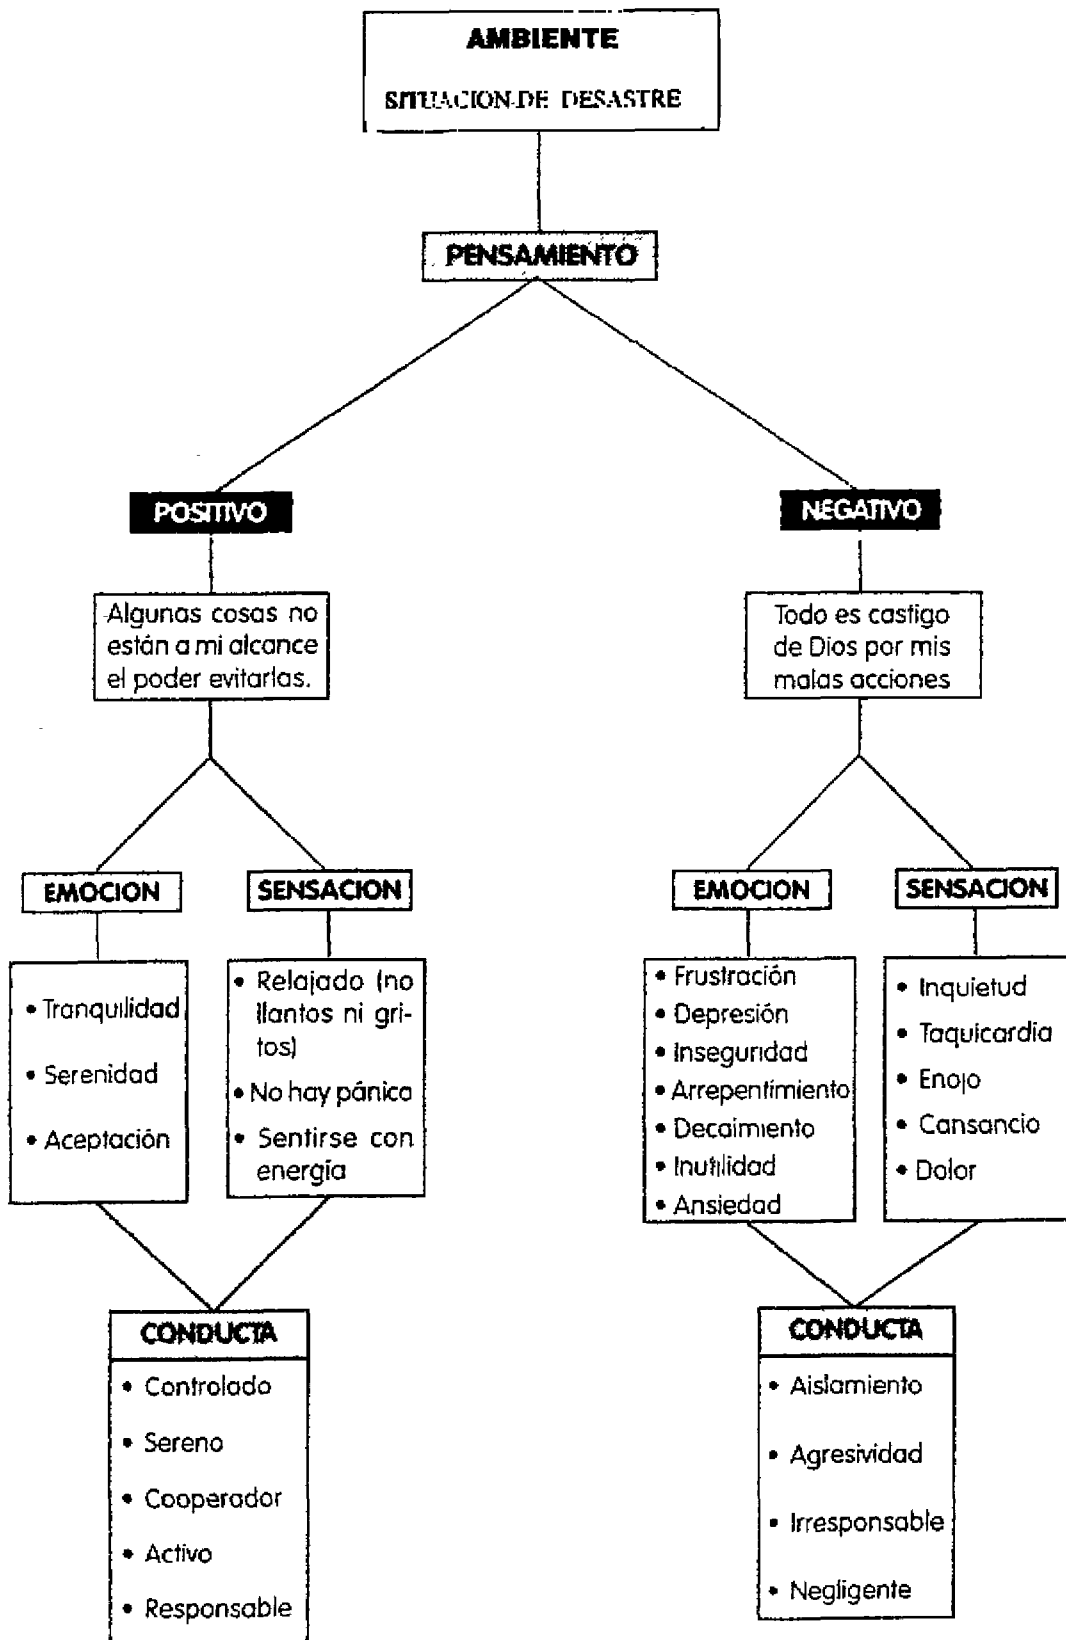 AMBIENTE
SITUACION DE DESASTRE
PENSAMIENTO
POSITIVO
Algunas cosas no
están a mi alcance
el poder evitarlas.
EMOCION
• Tranquilidad
• Serenidad
• Aceptación
SENSACION
• Relajado (no
llantos ni gri-
tos)
• No hay pánica
• Sentirse con
energía
CONDUCTA
• Controlado
• Sereno
• Cooperador
• Activo
• Responsable
NEGATIVO
Todo es castigo
de Dios por mis
malas acciones
EMOCION
• Frustración
• Depresión
• Inseguridad
• Arrepentimiento
• Decaimiento
• Inutilidad
• Ansiedad
SENSACION
• Inquietud
• Taquicardia
• Enojo
• Cansancio
• Dolor
CONDUCTA
• Aislamiento
• Agresividad
• Irresponsable
• Negligente